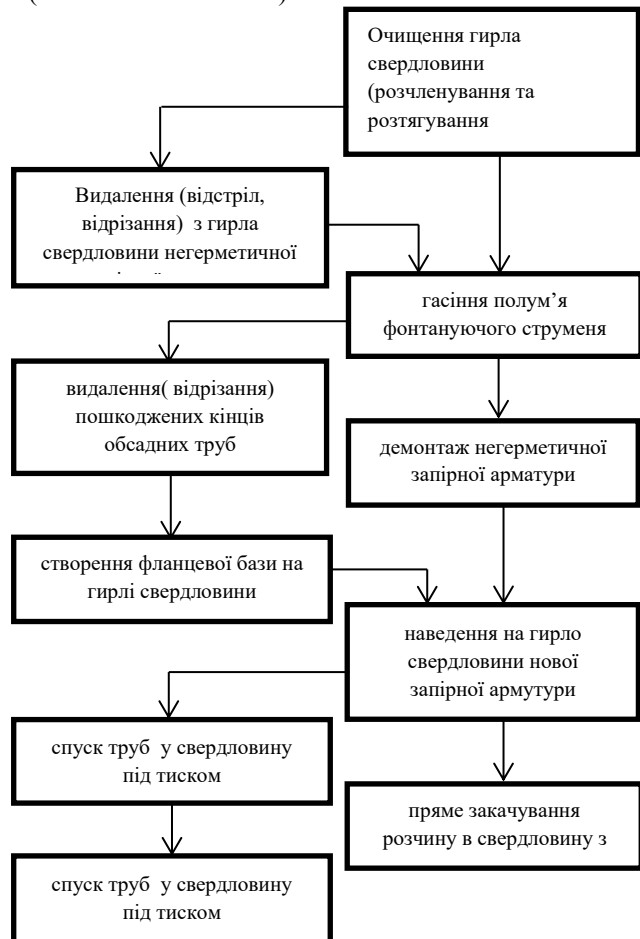 Очищення гирла
свердловини
(розчленування та
розтягування
Видалення (відстріл,
відрізання) з гирла
свердловини негерметичної
гасіння полум’я
фонтануючого струменя
видалення( відрізання)
пошкоджених кінців
обсадних труб
демонтаж негерметичної
запірної арматури
створення фланцевої бази на
гирлі свердловини
наведення на гирло
свердловини нової
запірної армутури
спуск труб у свердловину
під тиском
пряме закачування
розчину в свердловину з
спуск труб у свердловину
під тиском